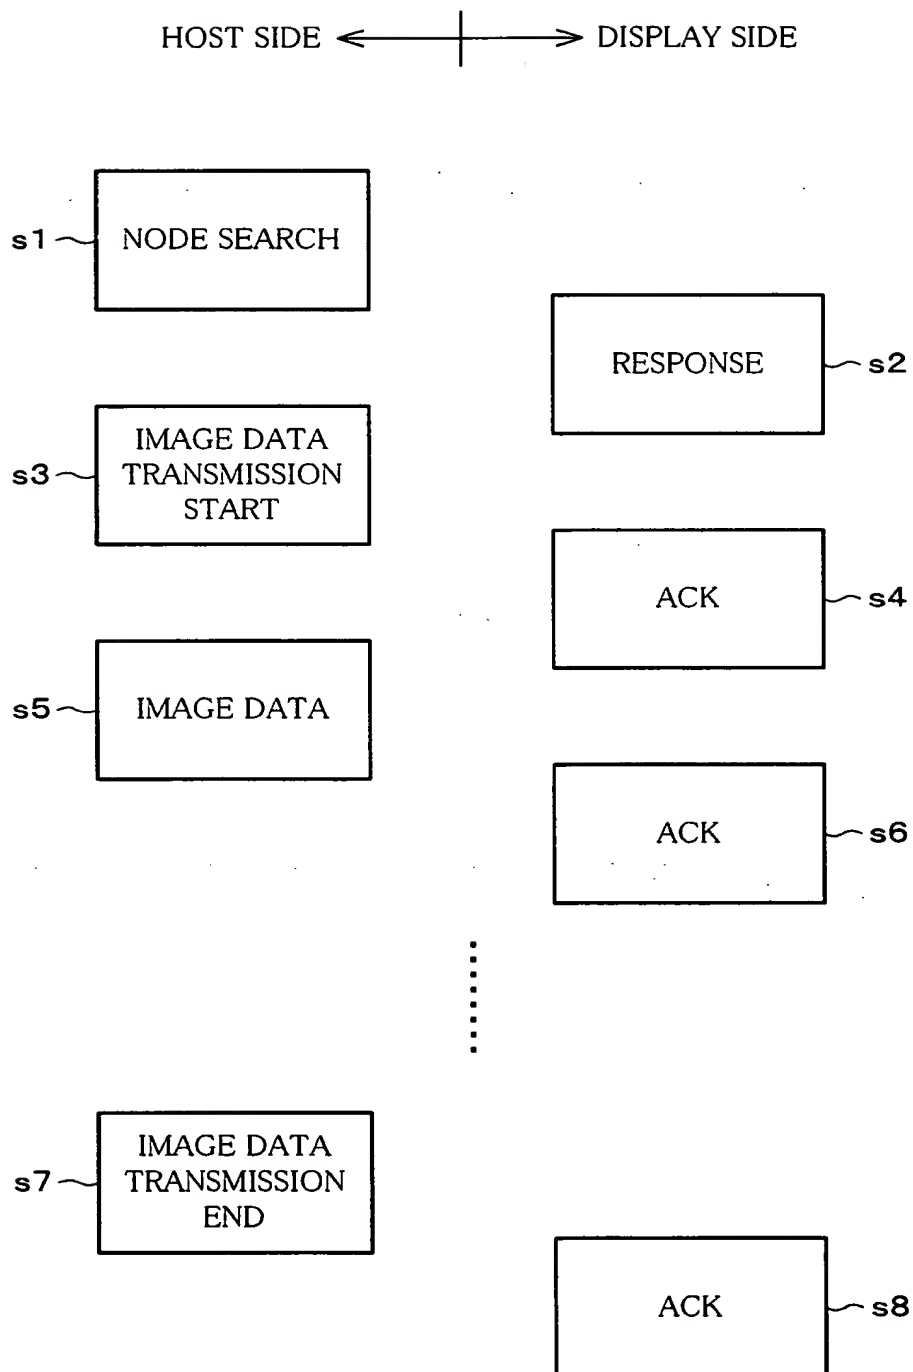 HOST SIDE
DISPLAY SIDE
s1
NODE SEARCH
RESPONSE
s2
s3
IMAGE DATA
TRANSMISSION
START
ACK
s4
s5
IMAGE DATA
ACK
s6
s7
IMAGE DATA
TRANSMISSION
END
ACK
s8